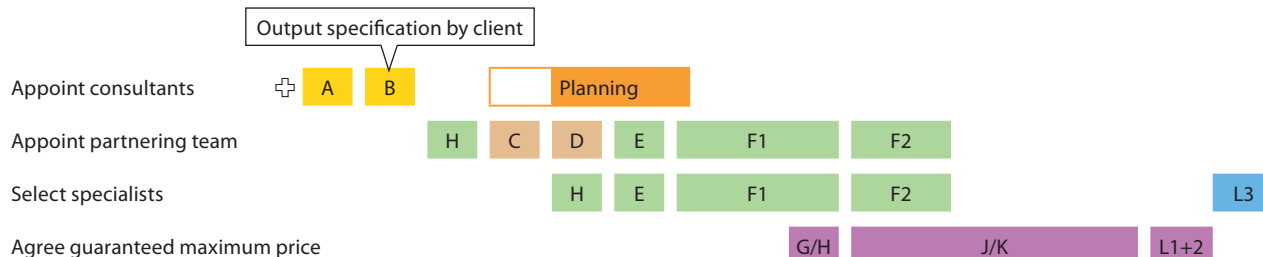 Output specification by client
Appoint consultants A B Planning
Appoint partnering team H C D E F1 F2
Select specialists H E F1 F2 L3
Agree guaranteed maximum price G/H J/K L1+2